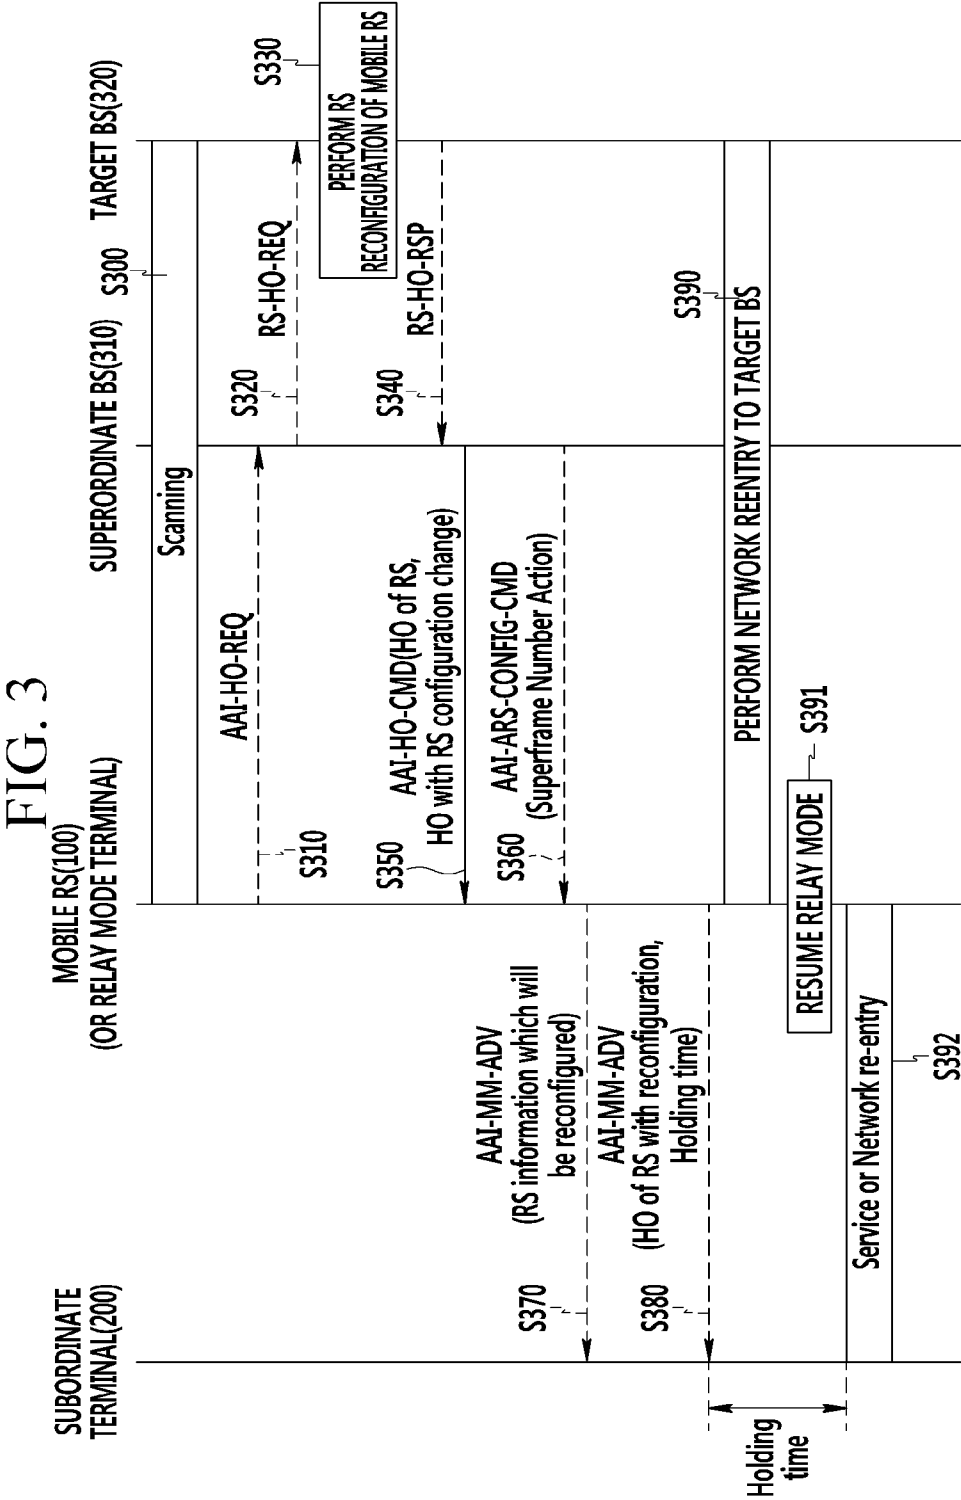 FIG. 3
SUBORDINATE
TERMINAL(200)
MOBILE RS(100)
(OR RELAY MODE TERMINAL)
SUPERORDINATE BS(310)
TARGET BS(320)
S300
Scanning
AAI-HO-REQ
S310
S320
RS-HO-REQ
S330
PERFORM RS
RECONFIGURATION OF MOBILE RS
S340
RS-HO-RSP
AAI-HO-CMD(HO of RS,
HO with RS configuration change)
S350
AAI-ARS-CONFIG-CMD
(Superframe Number Action)
S360
AAI-MM-ADV
(RS information which will
be reconfigured)
S370
AAI-MM-ADV
(HO of RS with reconfiguration,
Holding time)
S380
S390
PERFORM NETWORK REENTRY TO TARGET BS
Holding
time
RESUME RELAY MODE
S391
Service or Network re-entry
S392